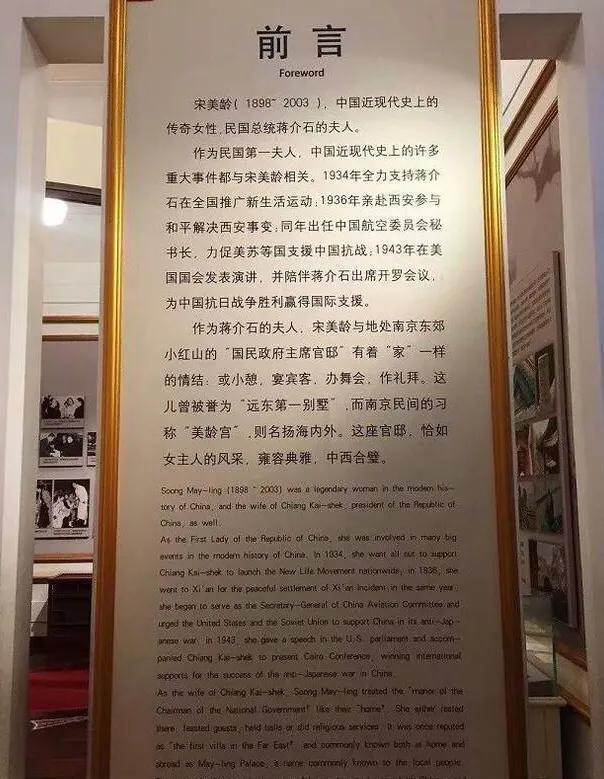 前言
Foreword
宋美龄( 1898~ 2003 ), 中国近现代史上的
传奇女性,民国总统蒋介石的夫人。
作为民国第一夫人, 中国近现代史上的许多
重大事件都与宋美龄相关。1934年全力支持蒋介
石在全国推广新生活运动;1936年亲赴西安参与
和平解决西安事变;同年出任中国航空委员会秘
书长, 力促美苏等国支援中国抗战;1943年在美
国国会发表演讲, 并陪伴蒋介石出席开罗会议,
为中国抗日战争胜利赢得国际支援。
作为蒋介石的夫人, 宋美龄与地处南京东郊
小红山的"国民政府主席官邸"有着"家"一样
的情结: 或小憩, 宴宾客, 办舞会, 作礼拜。这
儿曾被誉为"远东第一别墅",而南京民间的习
称"美龄宫",则名扬海内外。这座官邸, 恰如
女主人的风采, 雍容典雅, 中西合璧。
Soong May-ling (1898 ~ 2003) was a legendary woman in the modern his-
tory of China, and the wife of Chiang Kai-shek, president of the Republic of
China, as well.
As the First Lady of the Republic of China, she was involved in many big
events in the modern history of China. In 1934, she want all out to support
Chiang Kai-shek to launch the New Life Movement nationwide; in 1936, she
went to Xi'an for the peaceful settlement of Xi'an Incident; in the same year,
she began to serve as the Secretary-General of China Aviation Committee and
urged the United States and the Soviet Union to support China in its anti-Jap-
anese war; in 1943, she gave a speech in the U.S. parliament and accom-
panied Chiang Kai-shek to present Cairo Conference, winning international
supports for the success of the anti-Japanese war in China.
As the wife of Chiang Kai-shek, Soong May-ling treated the "manor of the
Chairman of the National Government" like their "home". She either rested
there, feasted guests, held balls or did religious services. It was once reputed
as "the first villa in the Far East", and commonly known both at home and
abroad as May-ling Palace, a name commonly known to the local people.